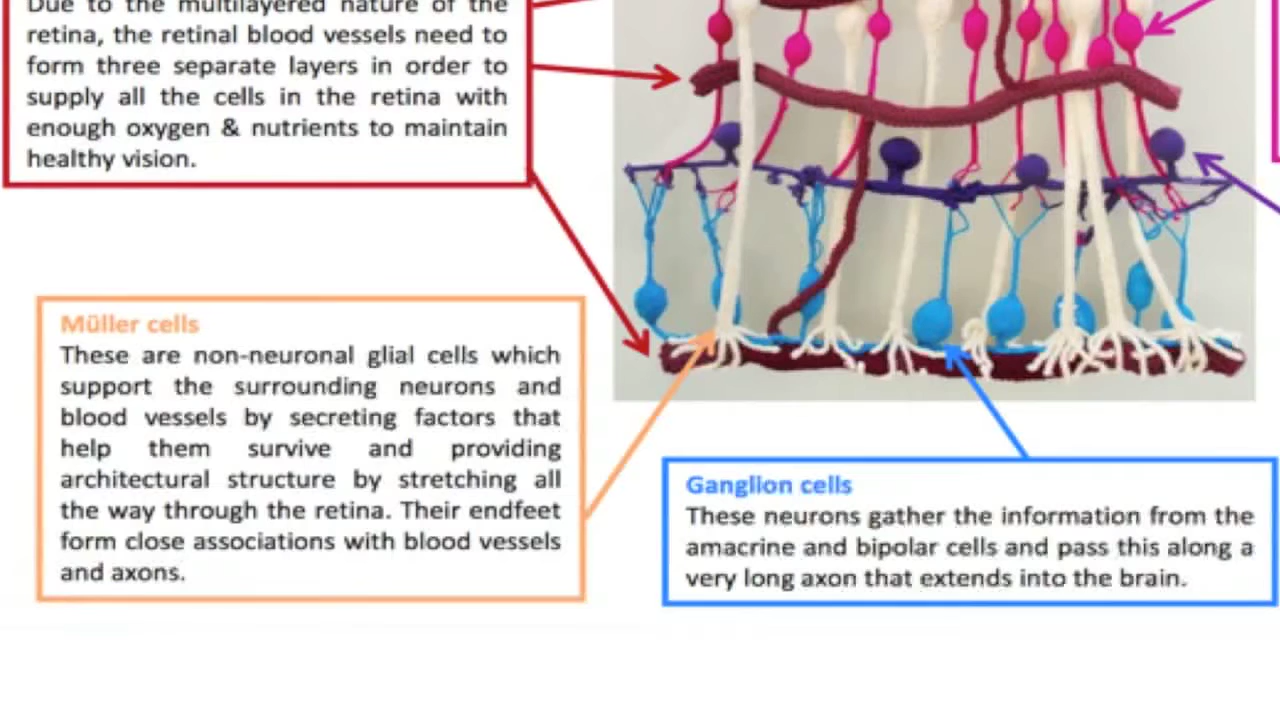 Due to the multilayered nature of the
retina, the retinal blood vessels need to
form three separate layers in order to
supply all the cells in the retina with
enough oxygen & nutrients to maintain
healthy vision.
Müller cells
These are non-neuronal glial cells which
support the surrounding neurons and
blood vessels by secreting factors that
help them survive and providing
architectural structure by stretching all
the way through the retina. Their endfeet
form close associations with blood vessels
and axons.
Ganglion cells
These neurons gather the information from the
amacrine and bipolar cells and pass this along a
very long axon that extends into the brain.